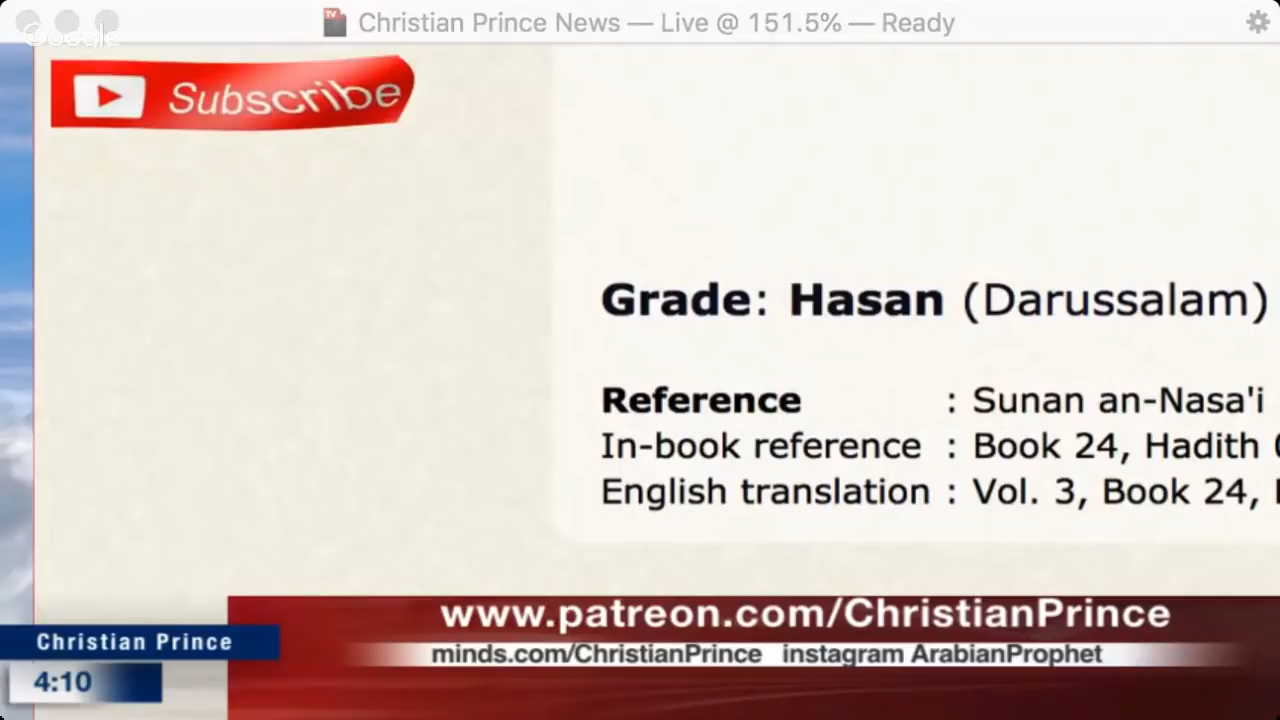 Christian Prince News — Live @ 151.5% — Ready
Google
Subscribe
Grade: Hasan (Darussalam)
Reference : Sunan an-Nasa'i
In-book reference : Book 24, Hadith
English translation : Vol. 3, Book 24,
www.patreon.com/ChristianPrince
Christian Prince
minds.com/ChristianPrince instagram ArabianProphet
4:10